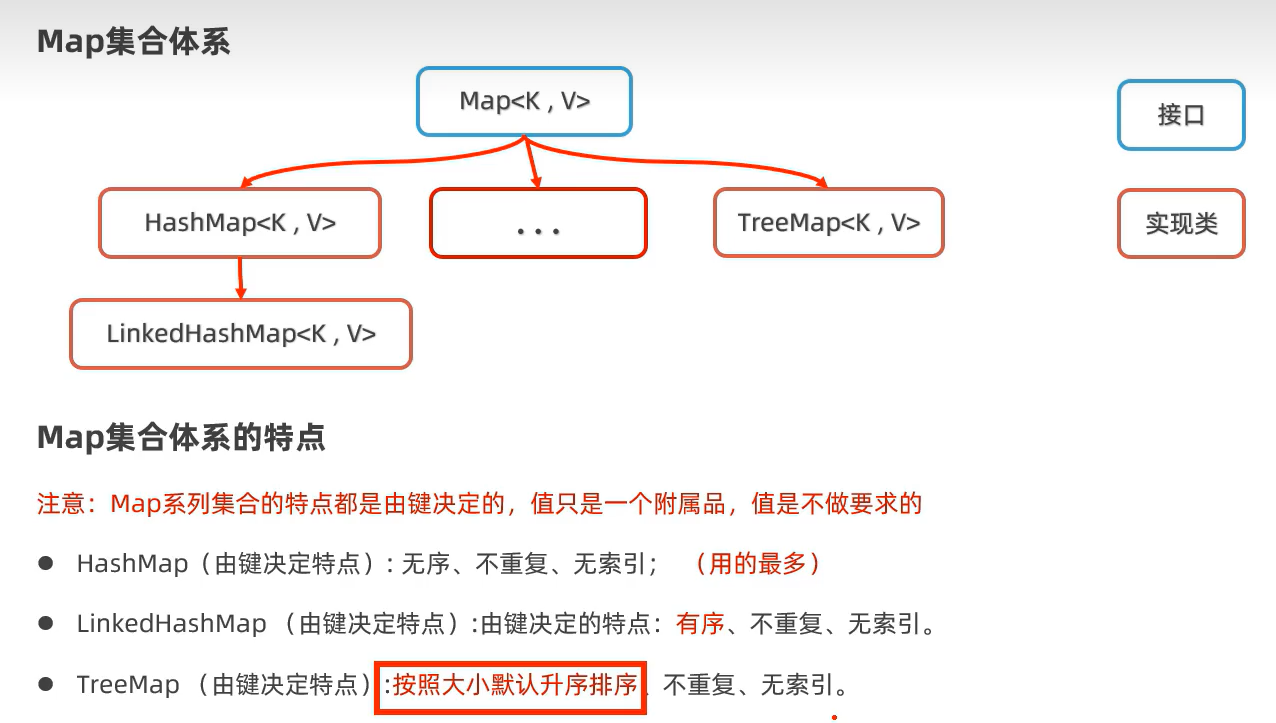 Map集合体系
Map<K , V>
接口
HashMap<K , V>
...
TreeMap<K , V>
实现类
LinkedHashMap<K , V>
Map集合体系的特点
注意：Map系列集合的特点都是由键决定的，值只是一个附属品，值是不做要求的
● HashMap（由键决定特点）: 无序、不重复、无索引； （用的最多）
● LinkedHashMap （由键决定特点）:由键决定的特点：有序、不重复、无索引。
● TreeMap （由键决定特点）:按照大小默认升序排序、不重复、无索引。